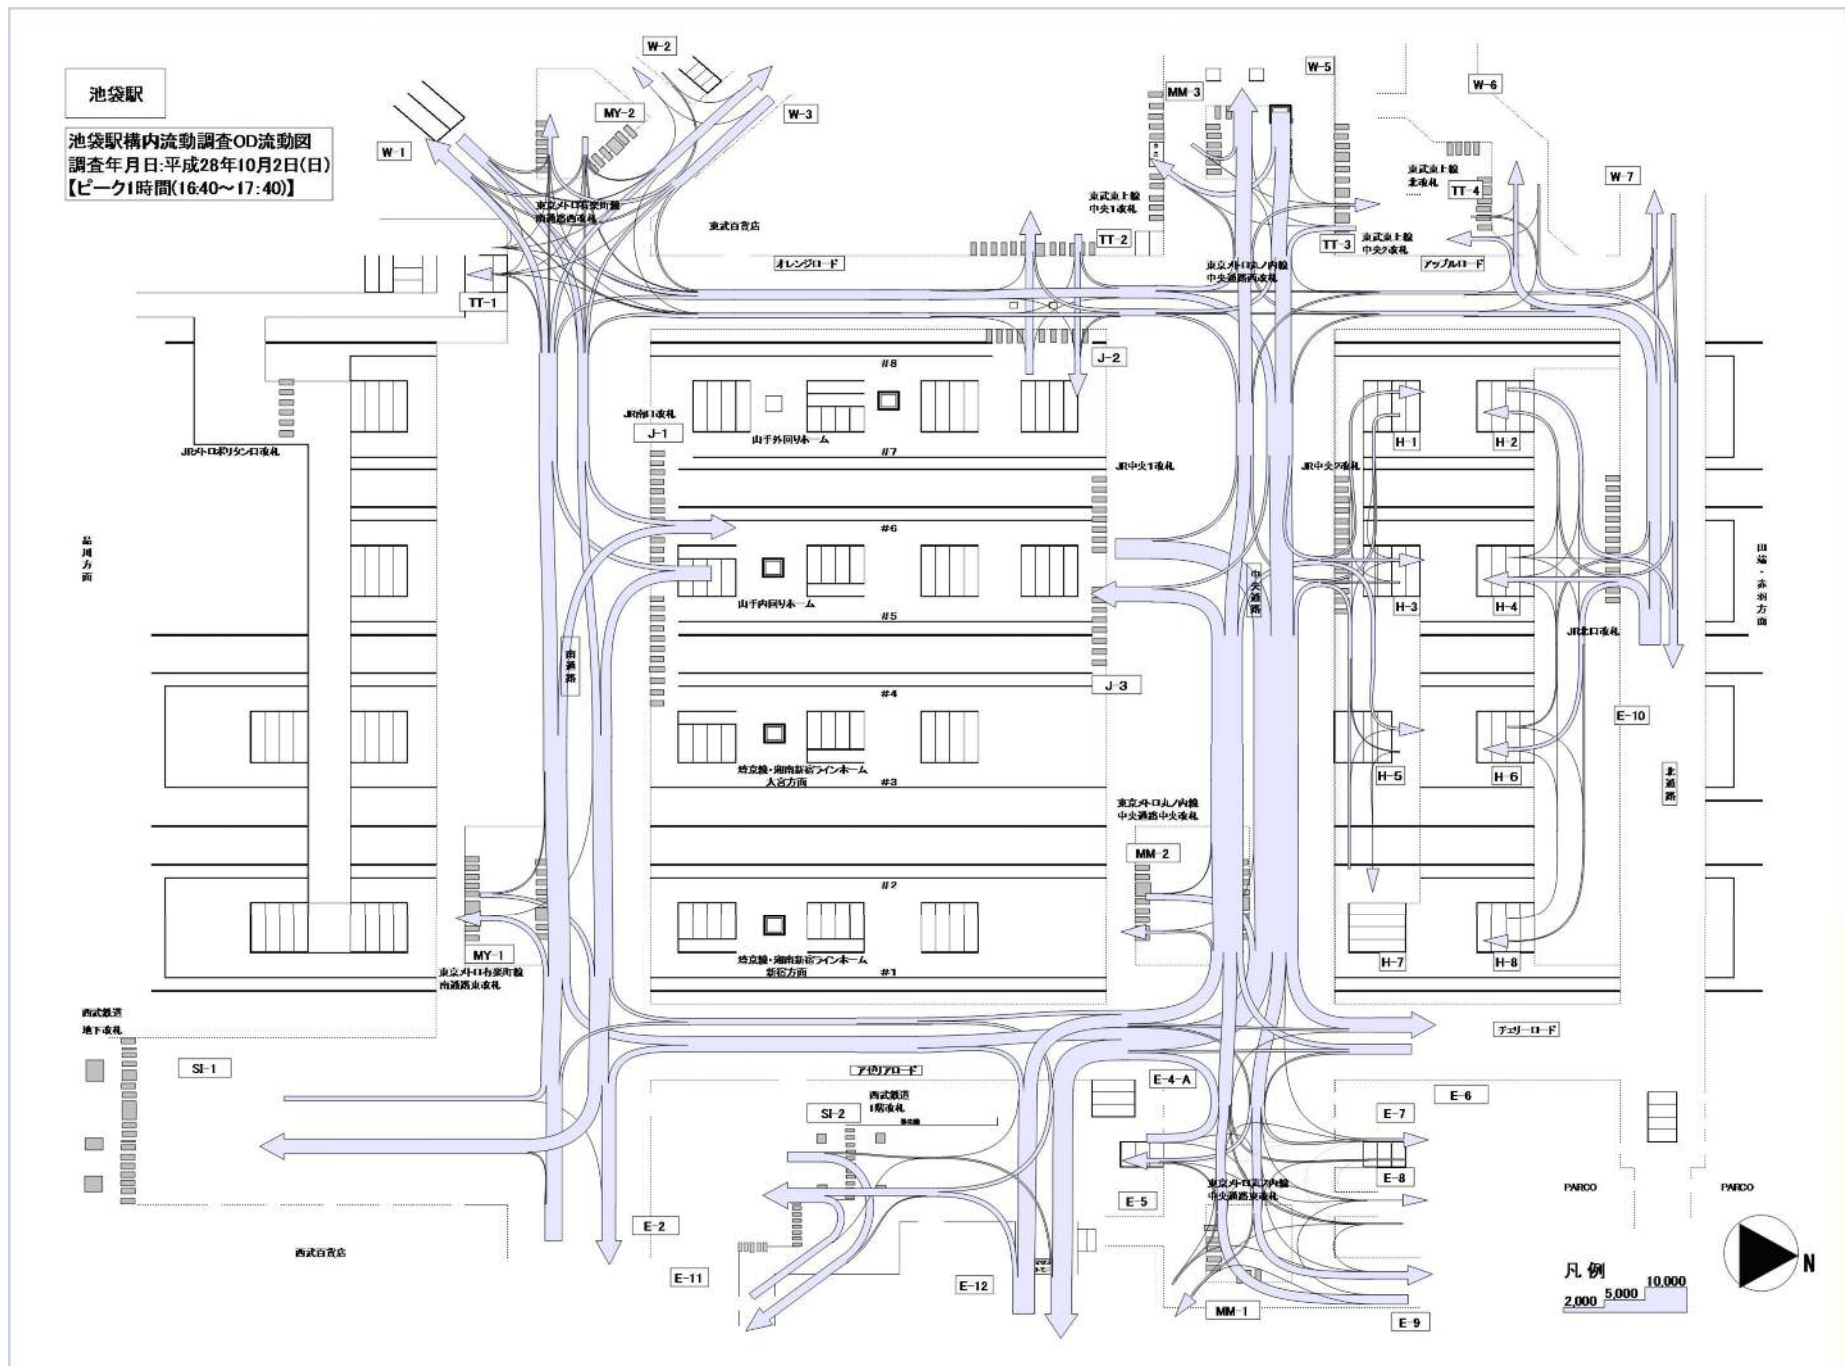 池袋駅
池袋駅構内流動調査OD流動図
調査年月日:平成28年10月2日(日)
【ピーク1時間(16:40～17:40)】
W-2
W-5
W-6
MM-3
MY-2
W-3
W-1
W-7
東武東上線
北改札
TT-4
東京メトロ有楽町線
南通路西改札
東武百貨店
東武東上線
中央1改札
TT-2
TT-3
東武東上線
中央2改札
オレンジロード
東京メトロ丸ノ内線
中央通路西改札
アップルロード
TT-1
J-2
#8
JR南口改札
J-1
山手外回りホーム
#7
H-1
H-2
JRメトロポリタン口改札
JR中央1改札
JR中央2改札
品川方面
#6
田端・赤羽方面
中央通路
山手内回りホーム
H-3
H-4
#5
JR北口改札
南通路
J-3
#4
E-10
埼京線・湘南新宿ラインホーム
大宮方面
#3
H-5
H-6
北通路
東京メトロ丸ノ内線
中央通路中央改札
MM-2
#2
MY-1
東京メトロ有楽町線
南通路東改札
埼京線・湘南新宿ラインホーム
新宿方面
#1
H-7
H-8
西武鉄道
地下改札
チェリーロード
SI-1
アゼリアロード
E-4-A
西武鉄道
1階改札
SI-2
E-6
E-7
E-8
東京メトロ丸ノ内線
中央通路東改札
E-5
PARCO
PARCO
E-2
西武百貨店
E-11
E-12
MM-1
E-9
凡例
2,000
5,000
10,000
N